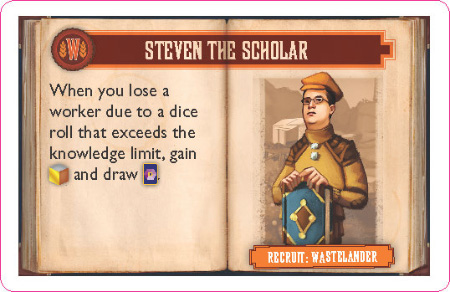 W
STEVEN THE SCHOLAR
When you lose a
worker due to a dice
roll that exceeds the
knowledge limit, gain
and draw .
RECRUIT: WASTELANDER